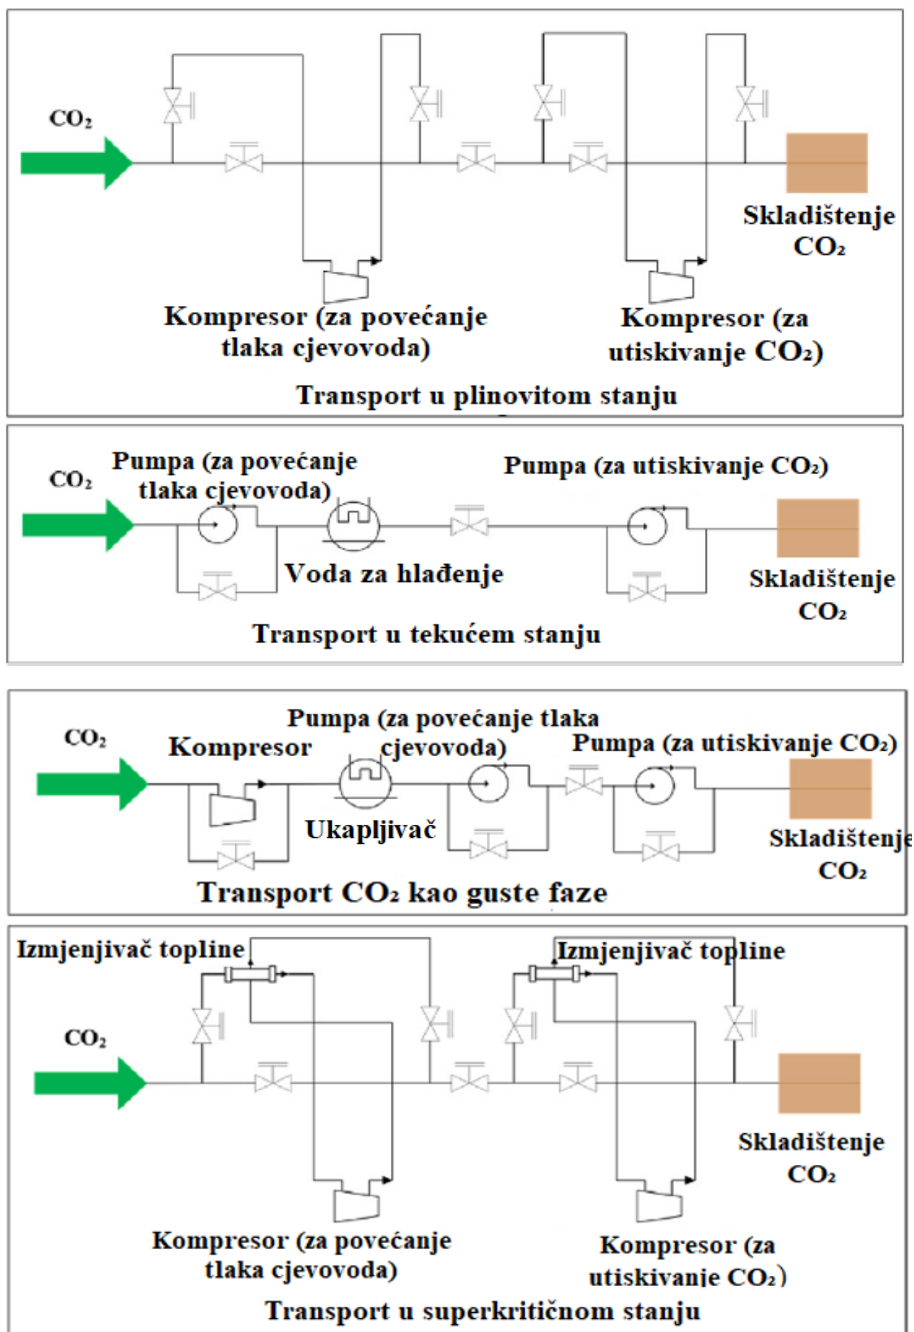 CO₂
Skladištenje
CO₂
Kompresor (za povećanje
tlaka cjevovoda)
Kompresor (za
utiskivanje CO₂)
Transport u plinovitom stanju
CO₂
Pumpa (za povećanje
tlaka cjevovoda)
Pumpa (za utiskivanje CO₂)
Voda za hlađenje
Skladištenje
CO₂
Transport u tekućem stanju
CO₂
Kompresor
Pumpa (za povećanje tlaka
cjevovoda)
Pumpa (za utiskivanje CO₂)
Ukapljivač
Skladištenje
CO₂
Transport CO₂ kao guste faze
Izmjenjivač topline
Izmjenjivač topline
CO₂
Skladištenje
CO₂
Kompresor (za povećanje
tlaka cjevovoda)
Kompresor (za
utiskivanje CO₂)
Transport u superkritičnom stanju